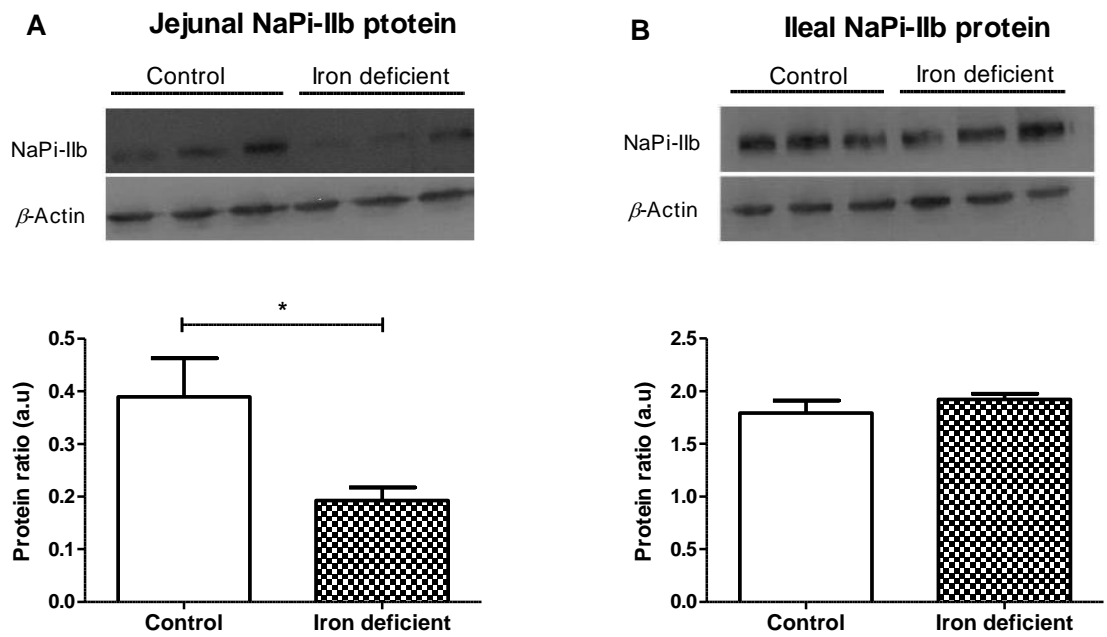 A
Jejunal NaPi-IIb ptotein
Control
Iron deficient
NaPi-IIb
β-Actin
*
0.5
0.4
0.3
0.2
0.1
0.0
Protein ratio (a.u)
Control
Iron deficient
B
Ileal NaPi-IIb protein
Control
Iron deficient
NaPi-IIb
β-Actin
2.5
2.0
1.5
1.0
0.5
0.0
Protein ratio (a.u)
Control
Iron deficient